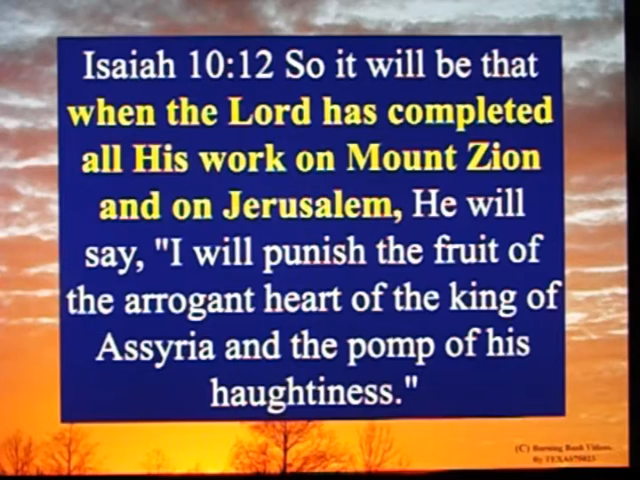 Isaiah 10:12 So it will be that
when the Lord has completed
all His work on Mount Zion
and on Jerusalem, He will
say, "I will punish the fruit of
the arrogant heart of the king of
Assyria and the pomp of his
haughtiness."
(C) Burning Bush Videos
By